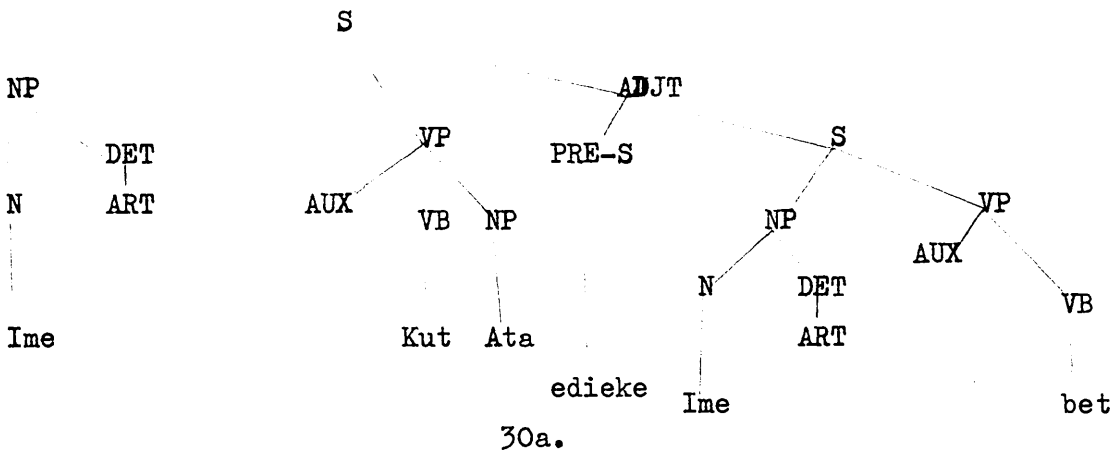 S
NP ADJT
DET VP PRE-S S
N ART AUX VB NP NP VP
AUX
N DET VB
Ime Kut Ata ART
edieke Ime bet
30a.